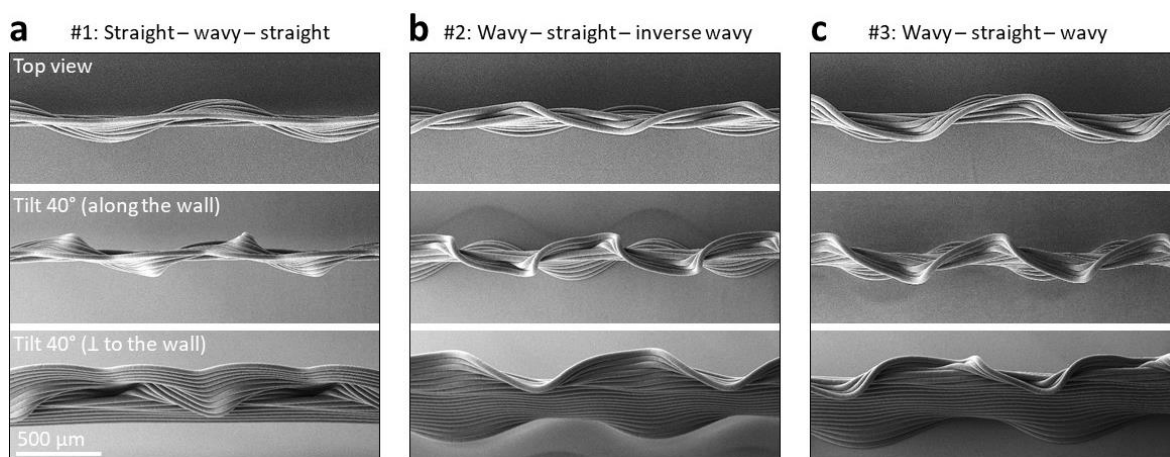 a #1: Straight – wavy – straight
b #2: Wavy – straight – inverse wavy
c #3: Wavy – straight – wavy
Top view
Tilt 40° (along the wall)
Tilt 40° (⊥ to the wall)
500 µm